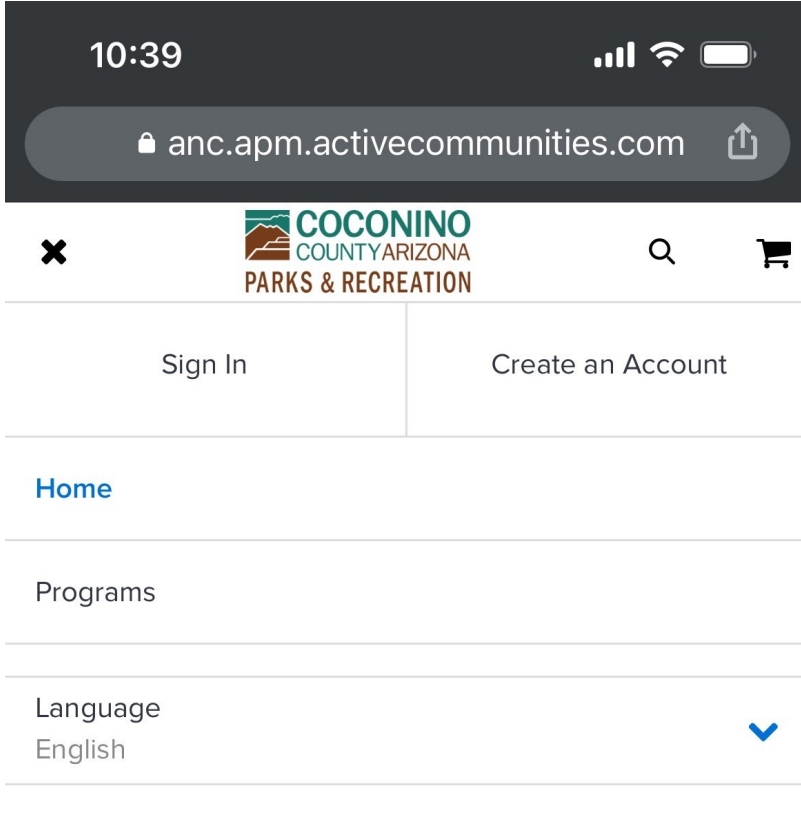 10:39
anc.apm.activecommunities.com
COCONINO
COUNTY ARIZONA
PARKS & RECREATION
Sign In
Create an Account
Home
Programs
Language
English